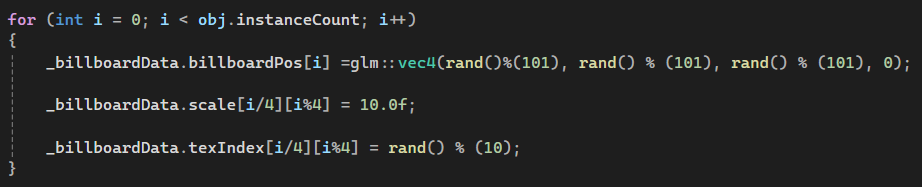 for (int i = 0; i < obj.instanceCount; i++)
{
_billboardData.billboardPos[i] =glm::vec4(rand()%(101), rand() % (101), rand() % (101), 0);
_billboardData.scale[i/4][i%4] = 10.0f;
_billboardData.texIndex[i/4][i%4] = rand() % (10);
}